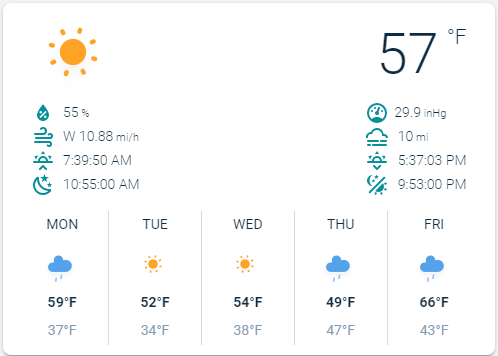 57 °F
55 % 29.9 inHg
W 10.88 mi/h 10 mi
7:39:50 AM 5:37:03 PM
10:55:00 AM 9:53:00 PM
MON TUE WED THU FRI
59°F 52°F 54°F 49°F 66°F
37°F 34°F 38°F 47°F 43°F